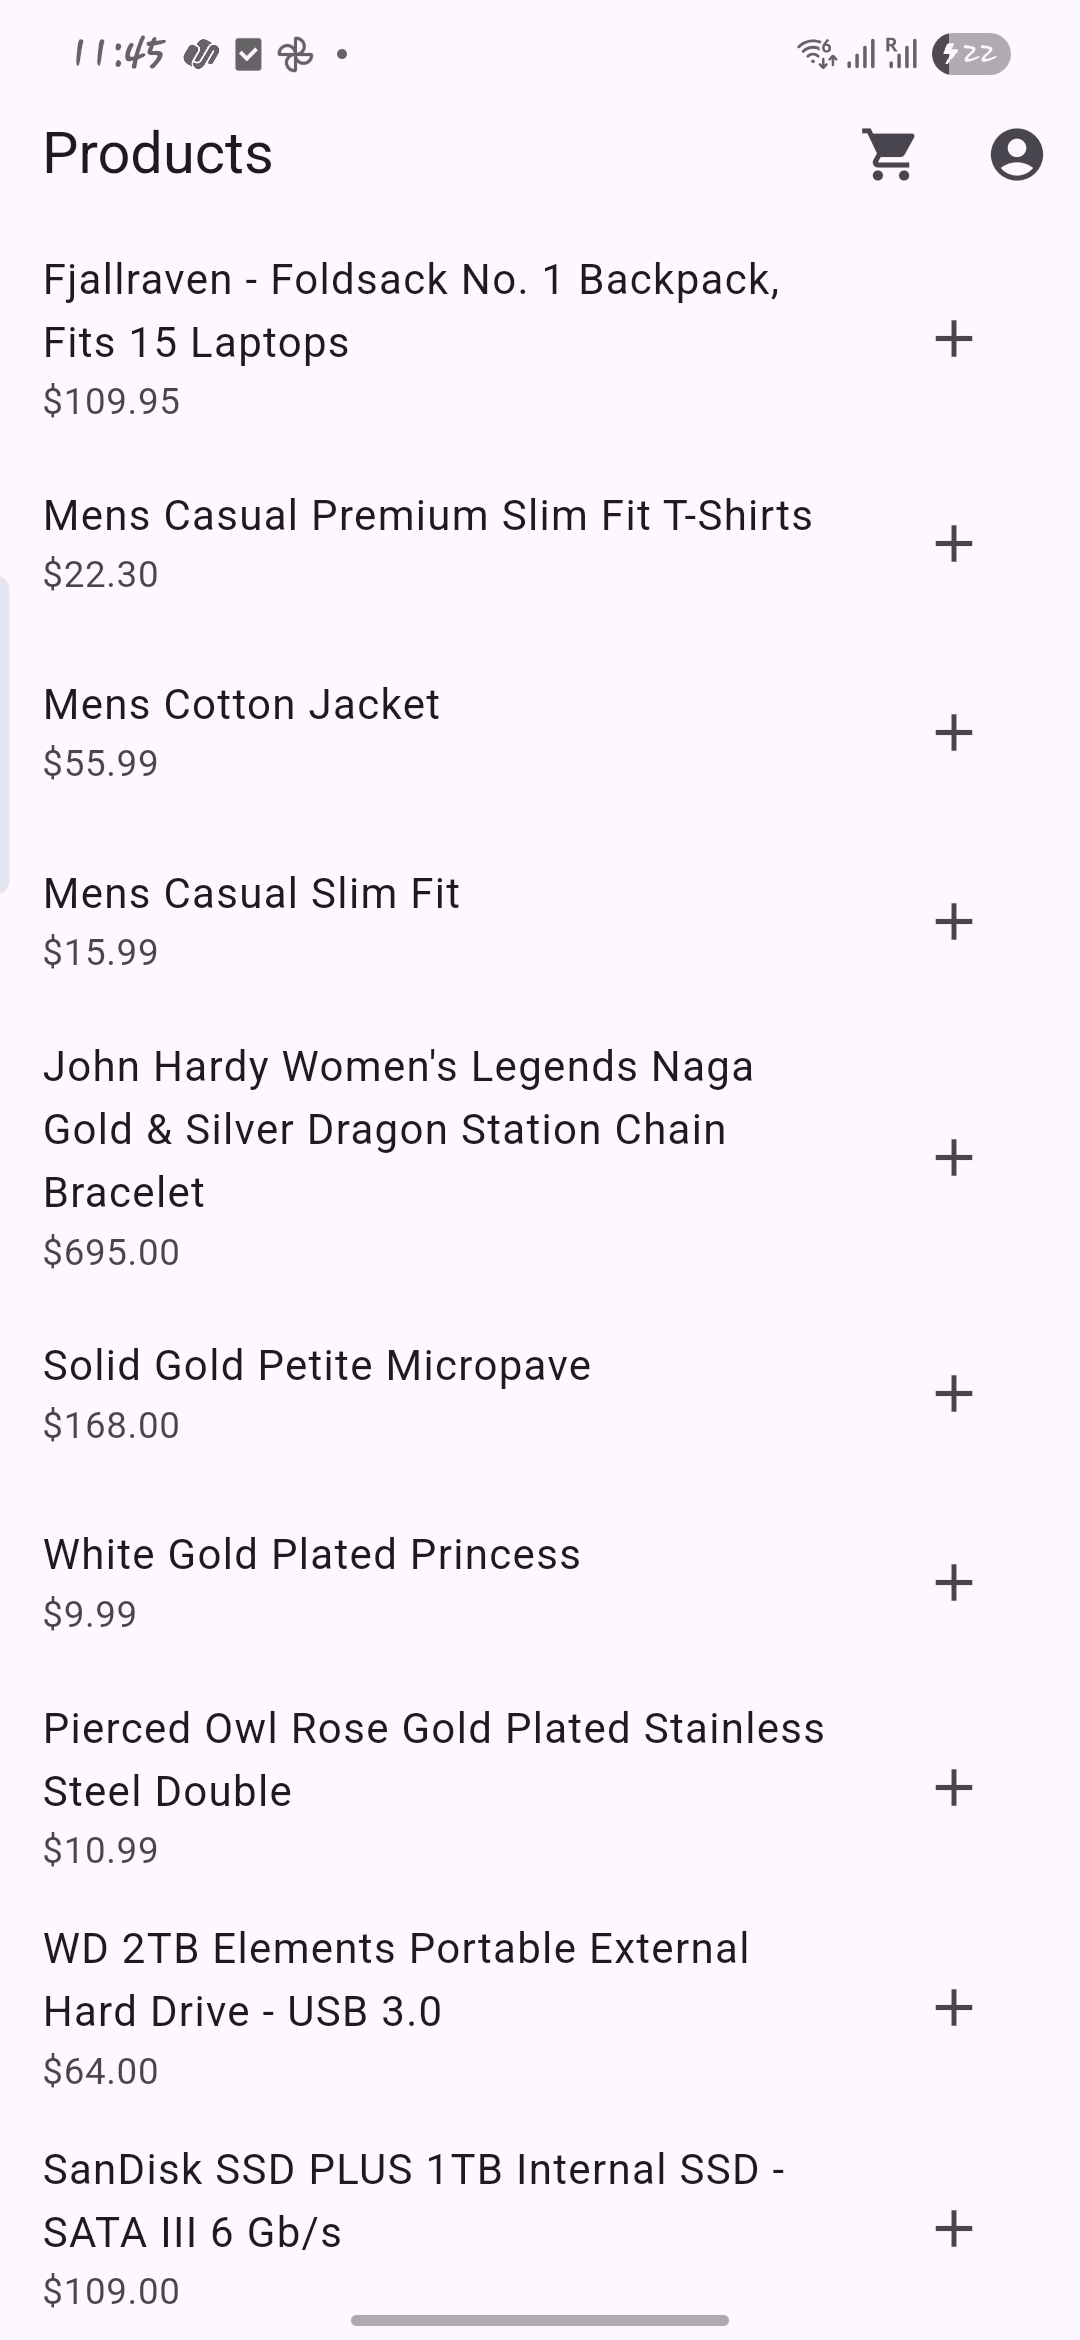 11:45
6
R
22
Products
Fjallraven - Foldsack No. 1 Backpack,
Fits 15 Laptops
$109.95
Mens Casual Premium Slim Fit T-Shirts
$22.30
Mens Cotton Jacket
$55.99
Mens Casual Slim Fit
$15.99
John Hardy Women's Legends Naga
Gold & Silver Dragon Station Chain
Bracelet
$695.00
Solid Gold Petite Micropave
$168.00
White Gold Plated Princess
$9.99
Pierced Owl Rose Gold Plated Stainless
Steel Double
$10.99
WD 2TB Elements Portable External
Hard Drive - USB 3.0
$64.00
SanDisk SSD PLUS 1TB Internal SSD -
SATA III 6 Gb/s
$109.00